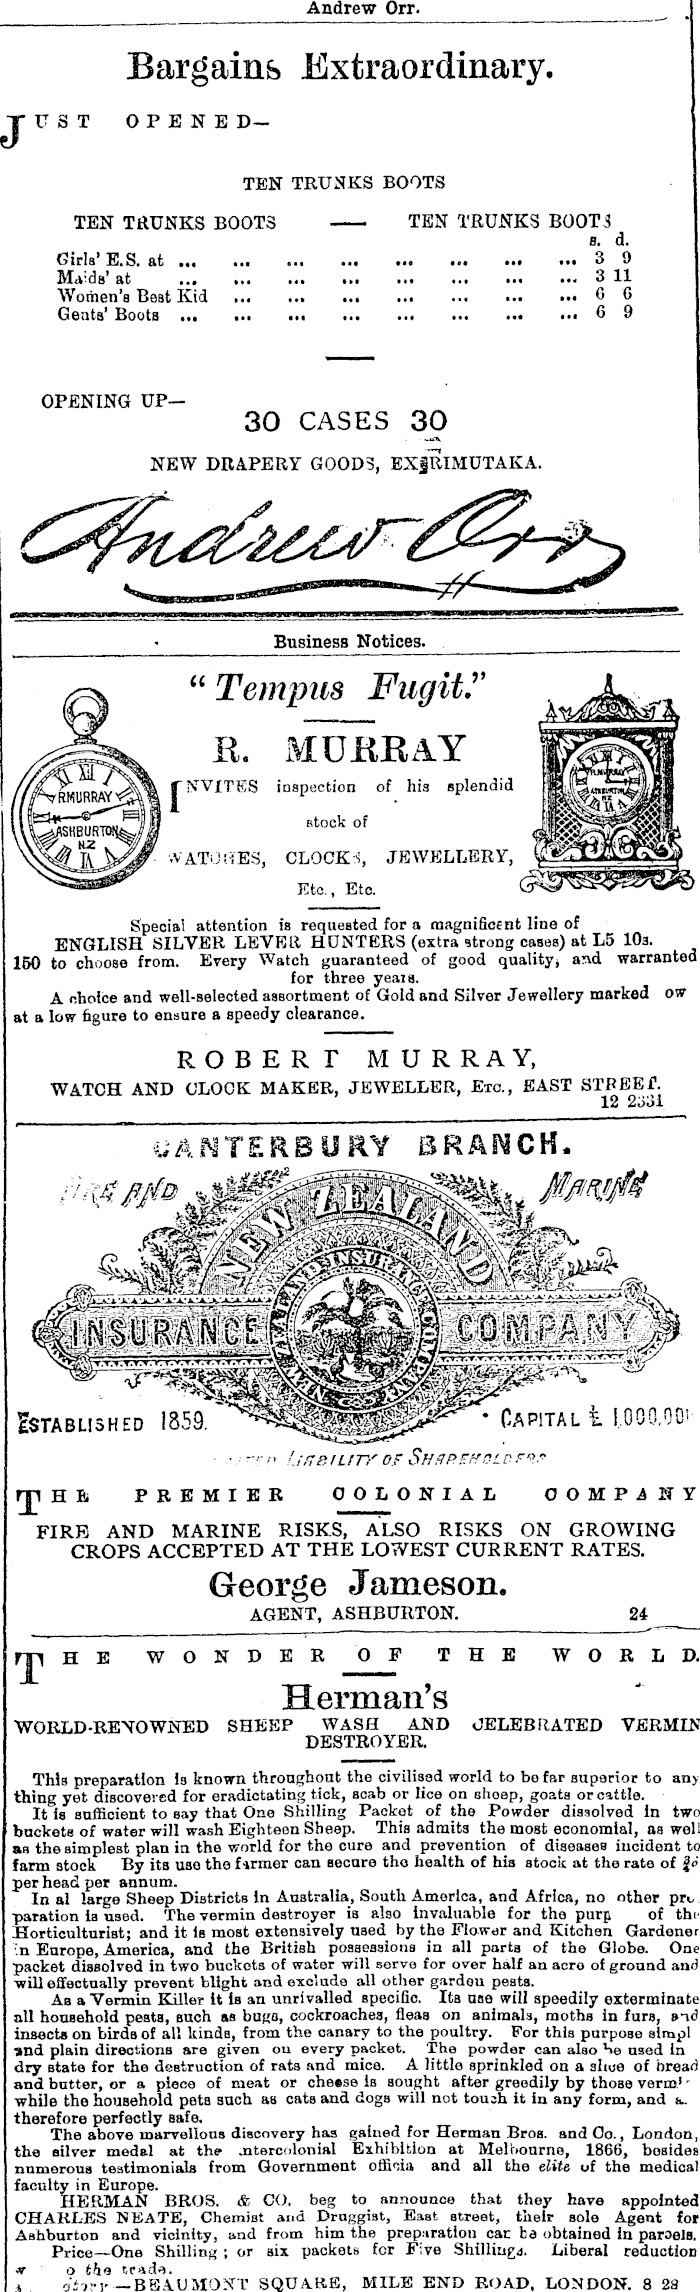 Andrew Orr.
Bargains Extraordinary.
JUST OPENED—
TEN TRUNKS BOOTS
TEN TRUNKS BOOTS — TEN TRUNKS BOOTS
s. d.
Girls' E.S. at ... ... ... ... ... ... ... ... 3 9
Maids' at ... ... ... ... ... ... ... ... 3 11
Women's Best Kid ... ... ... ... ... ... ... 6 6
Gents' Boots ... ... ... ... ... ... ... ... 6 9
OPENING UP—
30 CASES 30
NEW DRAPERY GOODS, EX RIMUTAKA.
Andrew Orr
Business Notices.
"Tempus Fugit."
R. MURRAY
INVITES inspection of his splendid
stock of
WATCHES, CLOCKS, JEWELLERY,
Etc., Etc.
R.MURRAY
ASHBURTON
N.Z
R.MURRAY
ASHBURTON
NZ
Special attention is requested for a magnificent line of
ENGLISH SILVER LEVER HUNTERS (extra strong cases) at L5 10s.
150 to choose from. Every Watch guaranteed of good quality, and warranted
for three years.
A choice and well-selected assortment of Gold and Silver Jewellery marked ow
at a low figure to ensure a speedy clearance.
ROBERT MURRAY,
WATCH AND CLOCK MAKER, JEWELLER, ETC., EAST STREET.
12 2331
CANTERBURY BRANCH.
FIRE AND MARINE
NEW ZEALAND
INSURANCE COMPANY
NEW ZEALAND INSURANCE COMPANY
ESTABLISHED 1859. CAPITAL £ 1,000,00
LIABILITY OF SHAREHOLDERS
THE PREMIER COLONIAL COMPANY
FIRE AND MARINE RISKS, ALSO RISKS ON GROWING
CROPS ACCEPTED AT THE LOWEST CURRENT RATES.
George Jameson.
AGENT, ASHBURTON. 24
THE WONDER OF THE WORLD.
Herman's
WORLD-RENOWNED SHEEP WASH AND CELEBRATED VERMIN
DESTROYER.
This preparation is known throughout the civilised world to be far superior to any
thing yet discovered for eradictating tick, scab or lice on sheep, goats or cattle.
It is sufficient to say that One Shilling Packet of the Powder dissolved in two
buckets of water will wash Eighteen Sheep. This admits the most economial, as well
as the simplest plan in the world for the cure and prevention of diseases incident to
farm stock By its use the farmer can secure the health of his stock at the rate of
per head per annum.
In al large Sheep Districts in Australia, South America, and Africa, no other pre
paration is used. The vermin destroyer is also invaluable for the purp of the
Horticulturist; and it is most extensively used by the Flower and Kitchen Gardener
in Europe, America, and the British possessions in all parts of the Globe. One
packet dissolved in two buckets of water will serve for over half an acre of ground and
will effectually prevent blight and exclude all other garden pests.
As a Vermin Killer it is an unrivalled specific. Its use will speedily exterminate
all household pests, such as bugs, cockroaches, fleas on animals, moths in furs, and
insects on birds of all kinds, from the canary to the poultry. For this purpose simpl
and plain directions are given on every packet. The powder can also be used in
dry state for the destruction of rats and mice. A little sprinkled on a slice of bread
and butter, or a piece of meat or cheese is sought after greedily by those vermi
while the household pets such as cats and dogs will not touch it in any form, and
therefore perfectly safe.
The above marvellous discovery has gained for Herman Bros. and Co., London,
the silver medal at the ntercolonial Exhibition at Melbourne, 1866, besides
numerous testimonials from Government officia and all the elite of the medical
faculty in Europe.
HERMAN BROS. & CO. beg to announce that they have appointed
CHARLES NEATE, Chemist and Druggist, East street, their sole Agent for
Ashburton and vicinity, and from him the preparation can be obtained in parcels.
Price—One Shilling; or six packets for Five Shillings. Liberal reduction
o the trade.
—BEAUMONT SQUARE, MILE END ROAD, LONDON. 8 23